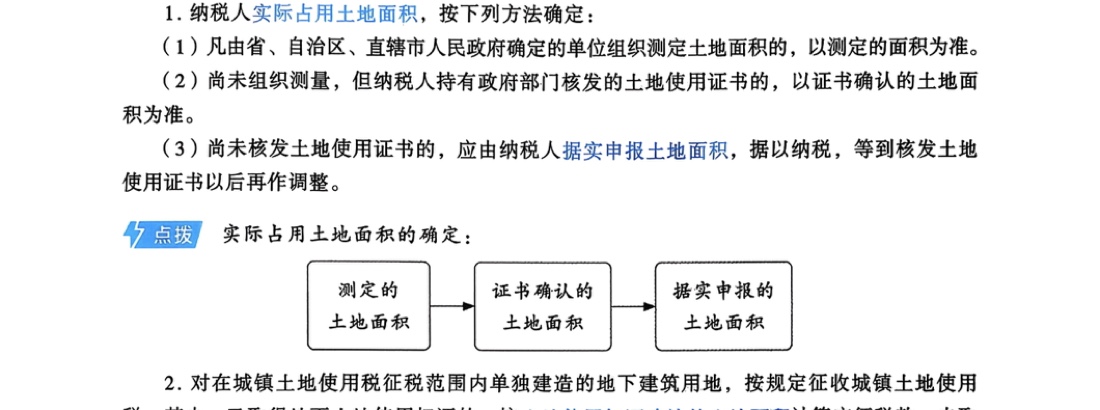 1. 纳税人实际占用土地面积，按下列方法确定：
（1）凡由省、自治区、直辖市人民政府确定的单位组织测定土地面积的，以测定的面积为准。
（2）尚未组织测量，但纳税人持有政府部门核发的土地使用证书的，以证书确认的土地面
积为准。
（3）尚未核发土地使用证书的，应由纳税人据实申报土地面积，据以纳税，等到核发土地
使用证书以后再作调整。
点拨 实际占用土地面积的确定：
测定的
土地面积
证书确认的
土地面积
据实申报的
土地面积
2. 对在城镇土地使用税征税范围内单独建造的地下建筑用地，按规定征收城镇土地使用